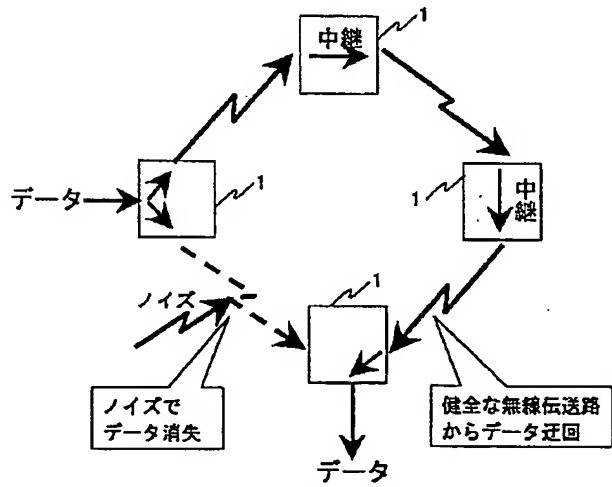 1
中継
データ
1
1
中継
ノイズ
1
ノイズで
データ消失
健全な無線伝送路
からデータ迂回
データ